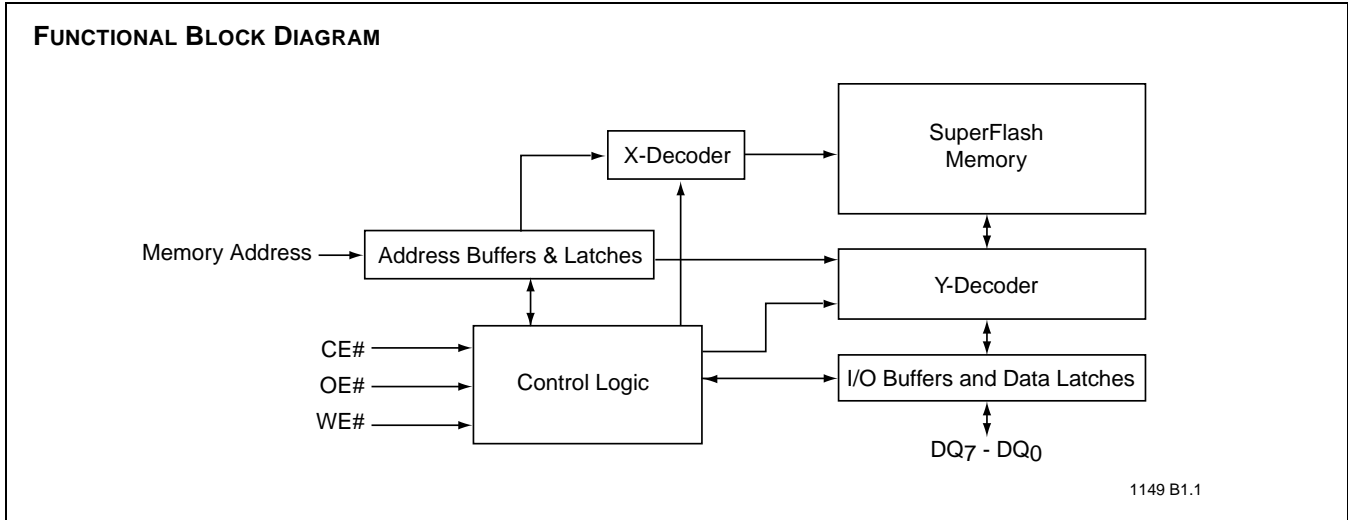 FUNCTIONAL BLOCK DIAGRAM
SuperFlash
Memory
X-Decoder
Memory Address
Address Buffers & Latches
Y-Decoder
CE#
OE#
WE#
Control Logic
I/O Buffers and Data Latches
DQ7 - DQ0
1149 B1.1